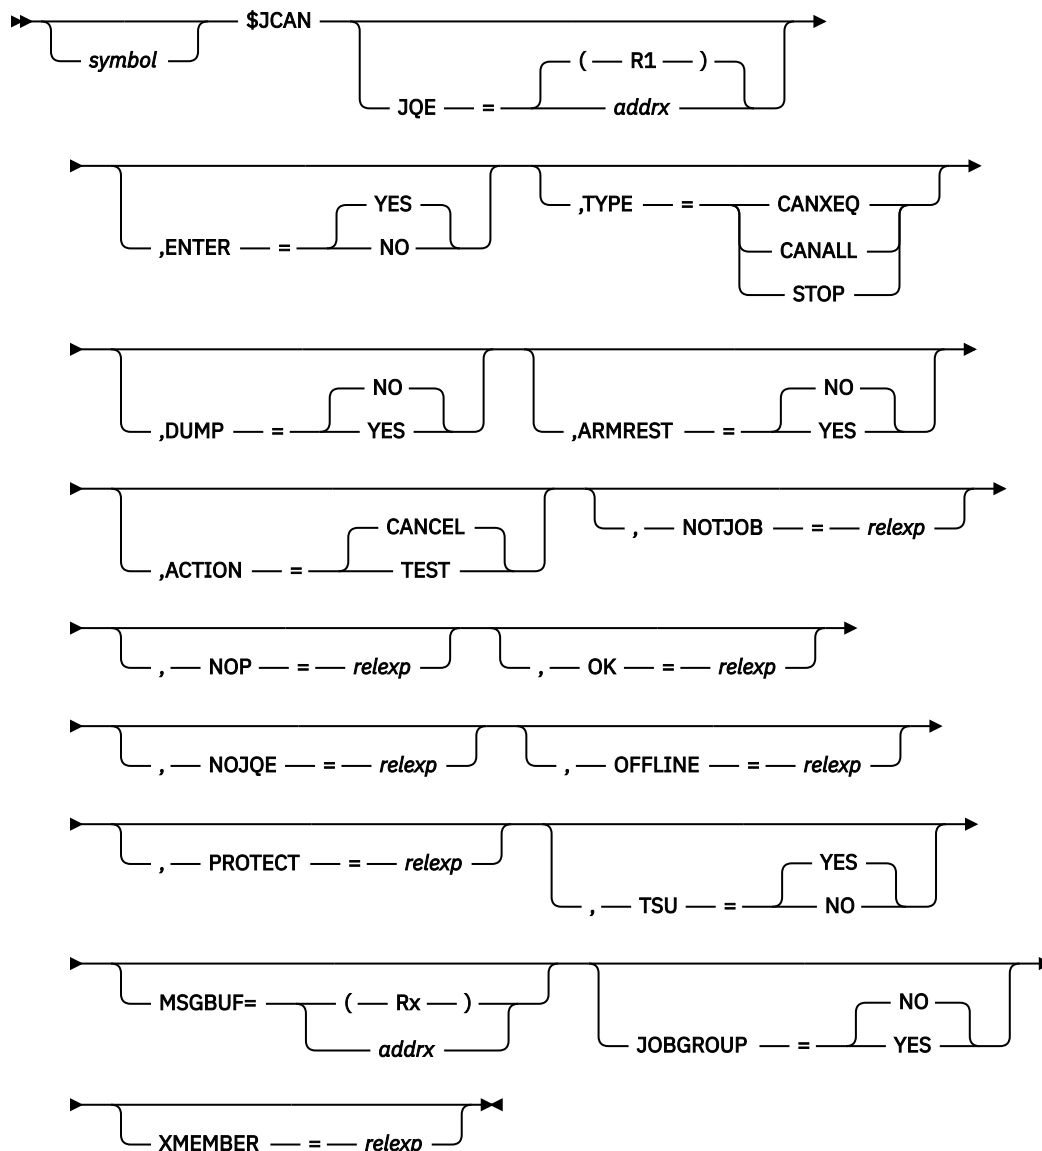 $JCAN
symbol
( R1 )
JQE = addrx
YES
,TYPE = CANXEQ
,ENTER = NO
CANALL
STOP
NO
NO
,DUMP = YES
,ARMREST = YES
CANCEL
, NOTJOB = relexp
,ACTION = TEST
, NOP = relexp
, OK = relexp
, NOJQE = relexp
, OFFLINE = relexp
, PROTECT = relexp
YES
, TSU = NO
MSGBUF= ( Rx )
NO
addrx
JOBGROUP = YES
XMEMBER = relexp